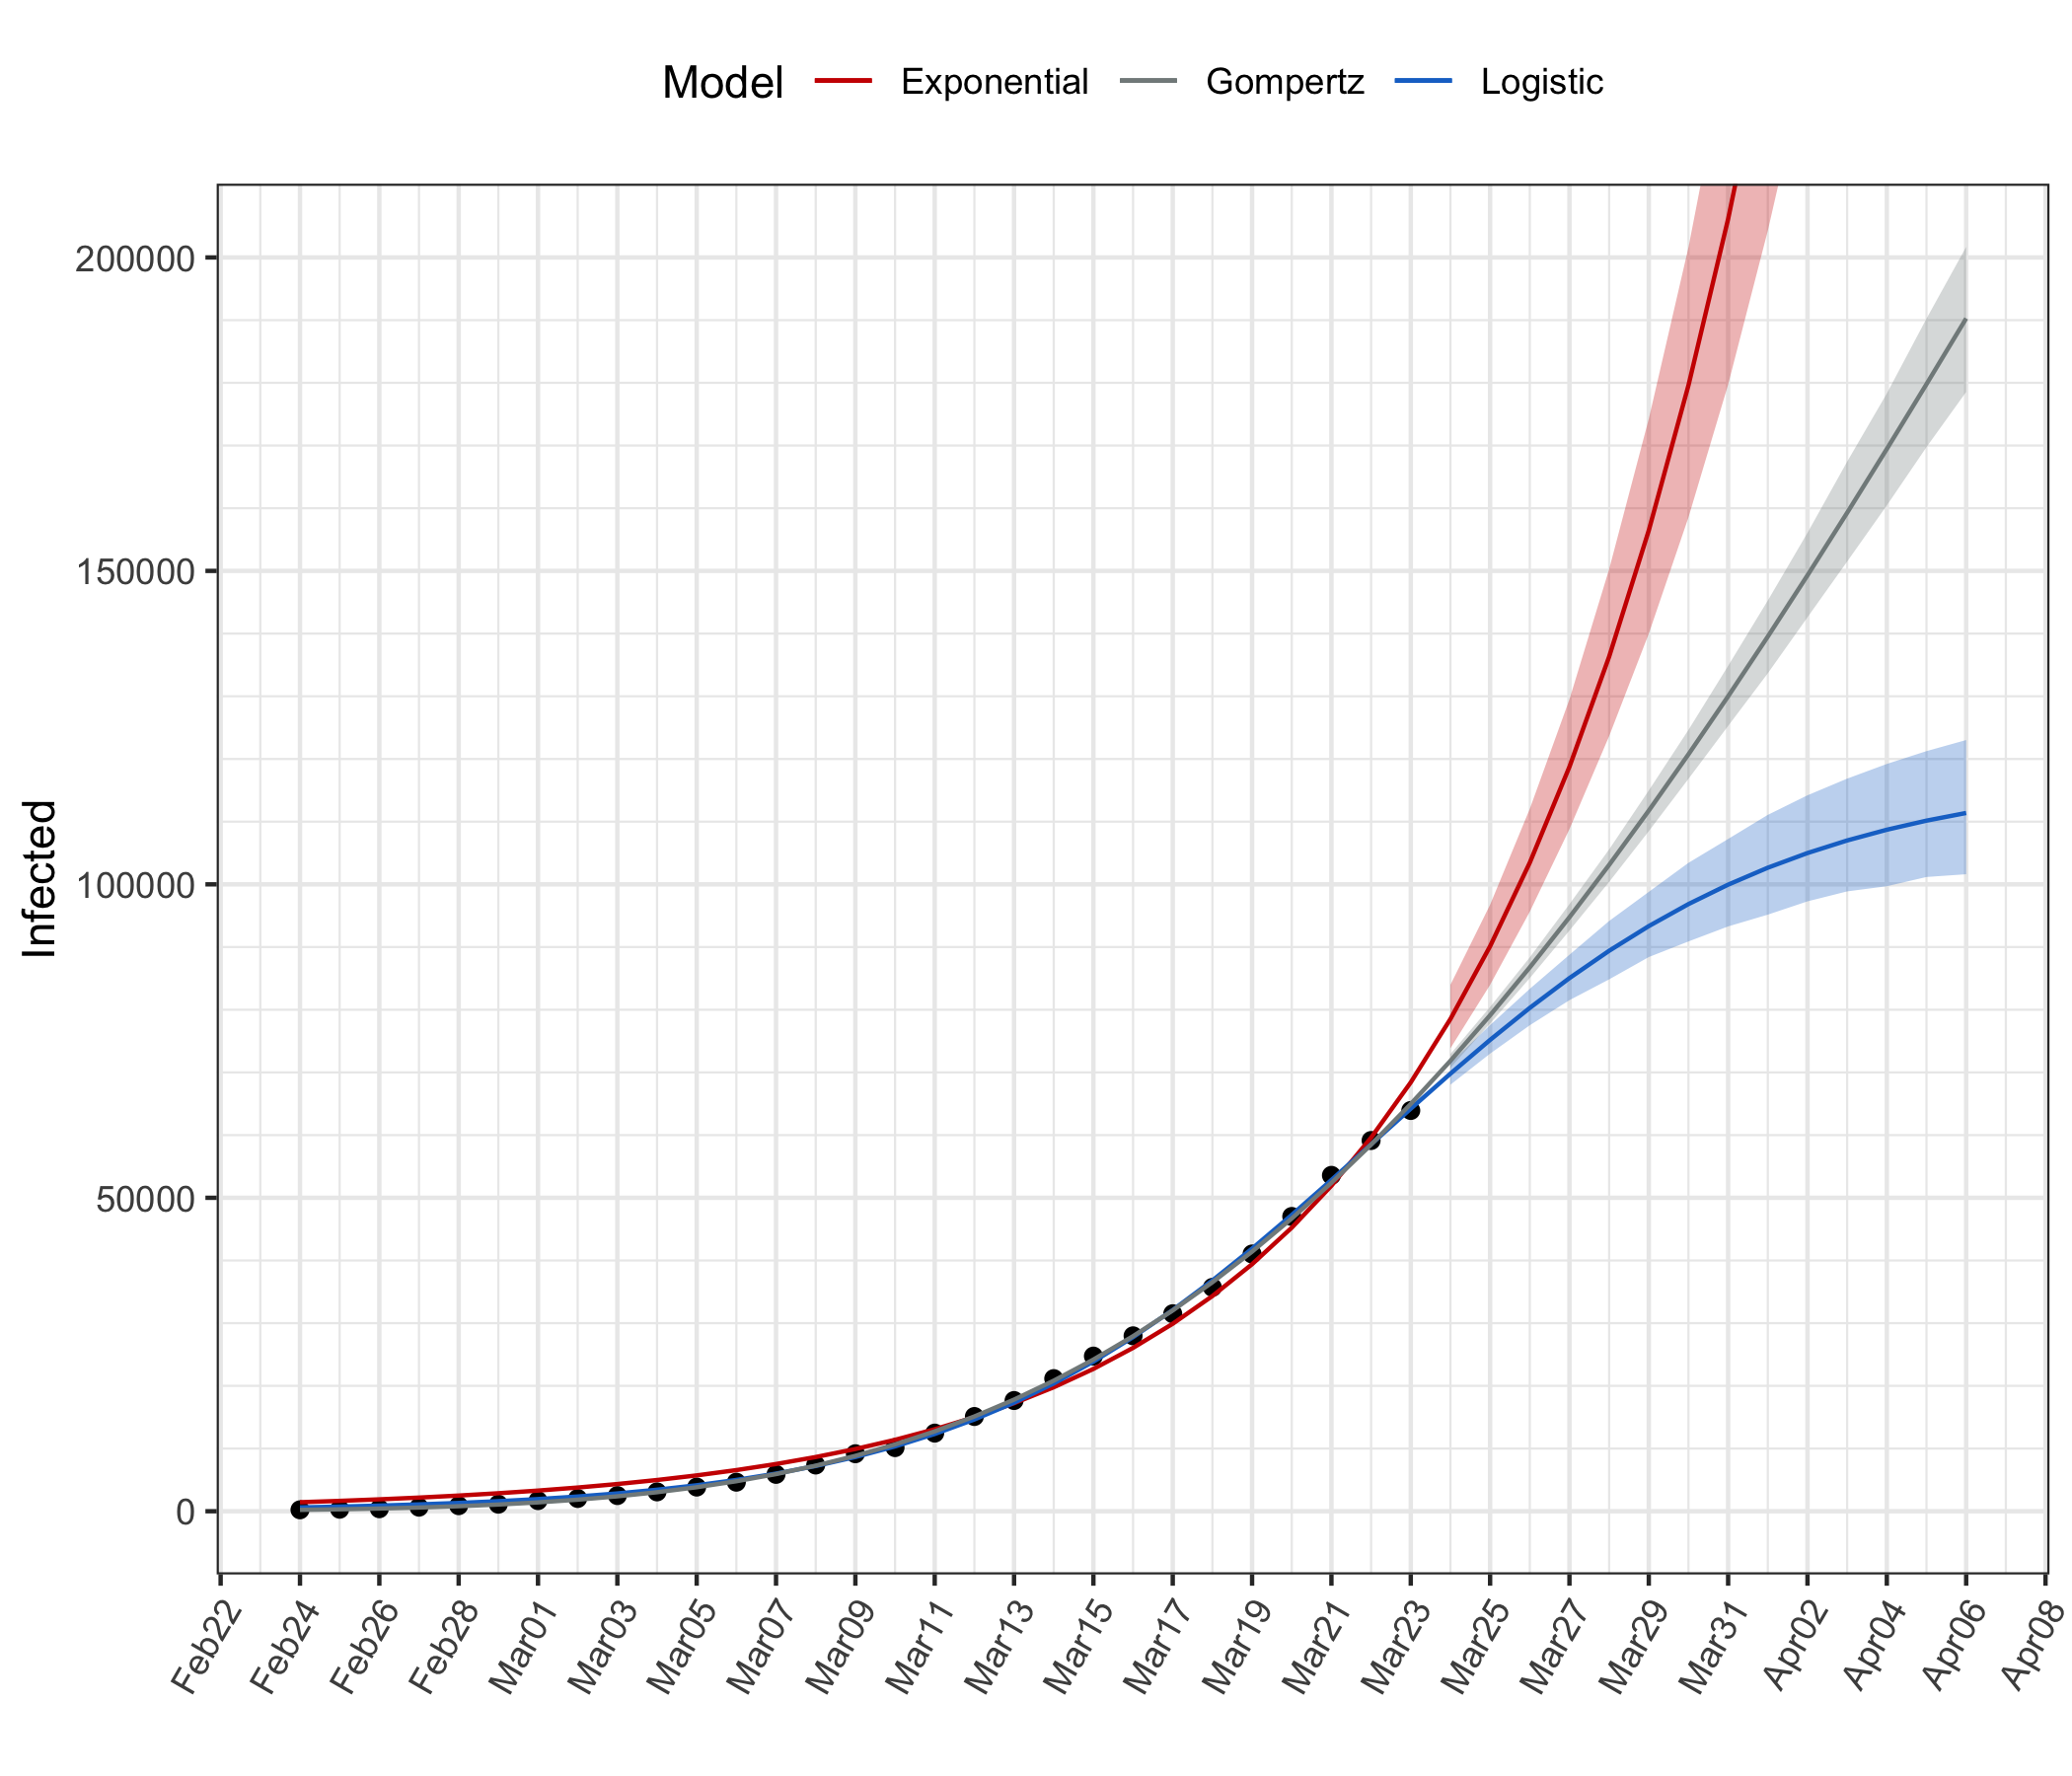 Model Exponential Gompertz Logistic
200000
150000
100000
50000
0
Infected
Feb22 Feb24 Feb26 Feb28 Mar01 Mar03 Mar05 Mar07 Mar09 Mar11 Mar13 Mar15 Mar17 Mar19 Mar21 Mar23 Mar25 Mar27 Mar29 Mar31 Apr02 Apr04 Apr06 Apr08